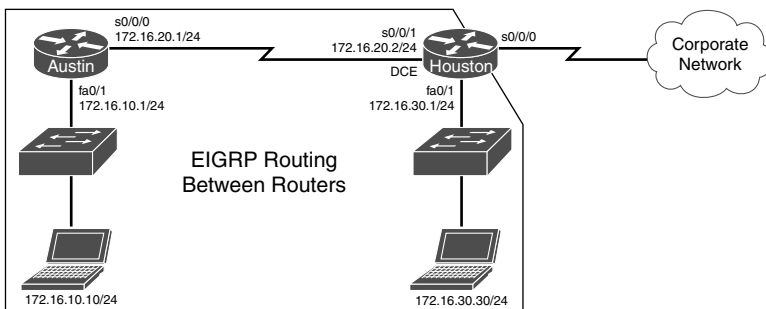 s0/0/0
172.16.20.1/24
Austin
fa0/1
172.16.10.1/24
172.16.10.10/24
EIGRP Routing
Between Routers
s0/0/1
172.16.20.2/24
DCE
Houston
s0/0/0
fa0/1
172.16.30.1/24
172.16.30.30/24
Corporate
Network